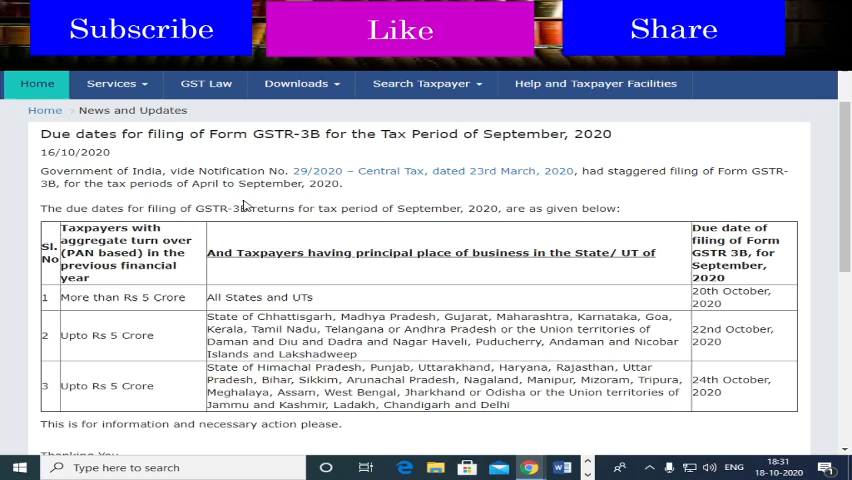 Subscribe
Like
Share
Home Services GST Law Downloads Search Taxpayer Help and Taxpayer Facilities
Home > News and Updates
Due dates for filing of Form GSTR-3B for the Tax Period of September, 2020
16/10/2020
Government of India, vide Notification No. 29/2020 – Central Tax, dated 23rd March, 2020, had staggered filing of Form GSTR-
3B, for the tax periods of April to September, 2020.
The due dates for filing of GSTR-3B returns for tax period of September, 2020, are as given below:
Sl.
No
Taxpayers with
aggregate turn over
(PAN based) in the
previous financial
year
And Taxpayers having principal place of business in the State/ UT of
Due date of
filing of Form
GSTR 3B, for
September,
2020
1
More than Rs 5 Crore
All States and UTs
20th October,
2020
2
Upto Rs 5 Crore
State of Chhattisgarh, Madhya Pradesh, Gujarat, Maharashtra, Karnataka, Goa,
Kerala, Tamil Nadu, Telangana or Andhra Pradesh or the Union territories of
Daman and Diu and Dadra and Nagar Haveli, Puducherry, Andaman and Nicobar
Islands and Lakshadweep
22nd October,
2020
3
Upto Rs 5 Crore
State of Himachal Pradesh, Punjab, Uttarakhand, Haryana, Rajasthan, Uttar
Pradesh, Bihar, Sikkim, Arunachal Pradesh, Nagaland, Manipur, Mizoram, Tripura,
Meghalaya, Assam, West Bengal, Jharkhand or Odisha or the Union territories of
Jammu and Kashmir, Ladakh, Chandigarh and Delhi
24th October,
2020
This is for information and necessary action please.
Thanking You
Type here to search
ENG
18:31
18-10-2020